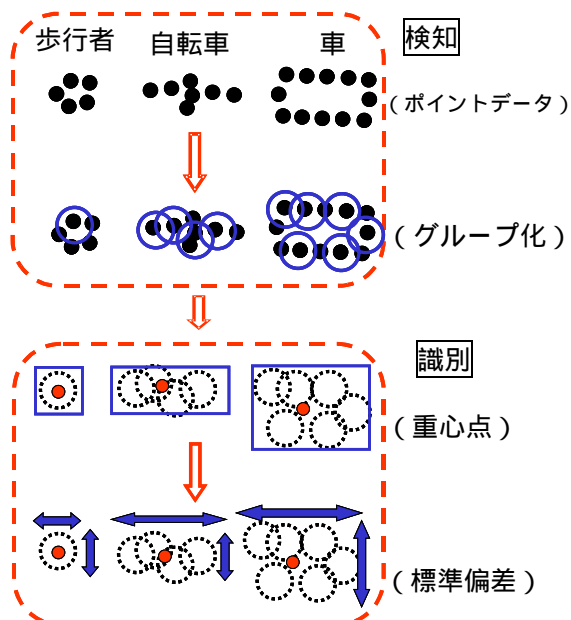 歩行者 自転車 車 検知
（ポイントデータ）
（グループ化）
識別
（重心点）
（標準偏差）